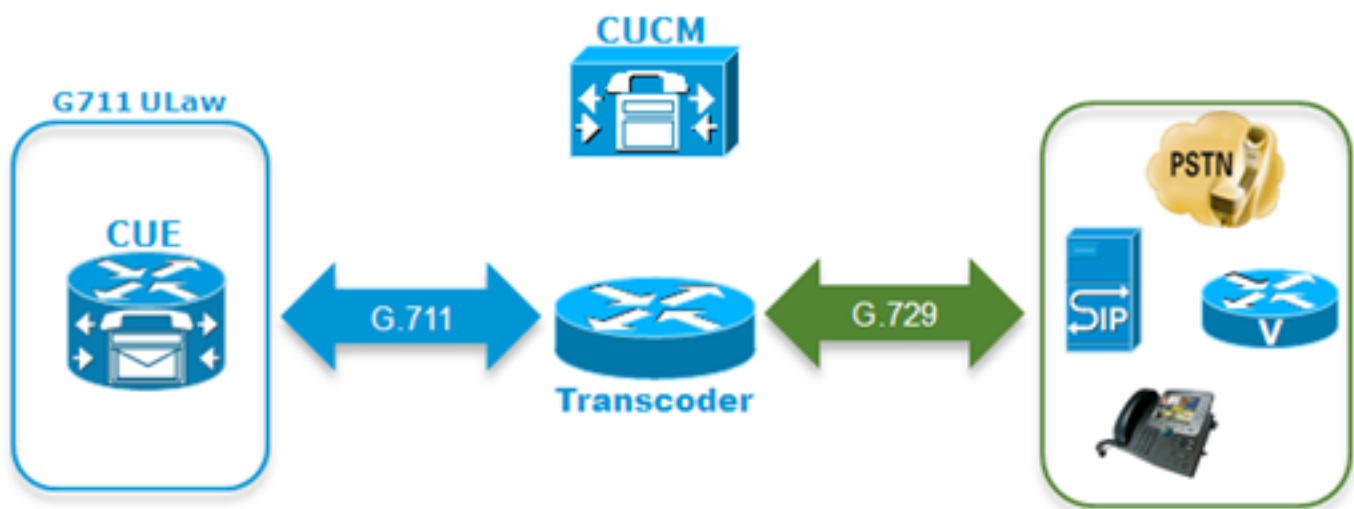 CUCM
G711 ULaw
CUE
G.711
Transcoder
G.729
PSTN
SIP
V